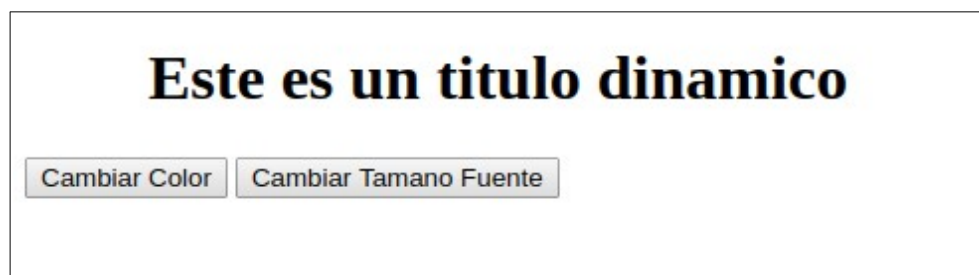 Este es un titulo dinamico
Cambiar Color Cambiar Tamano Fuente